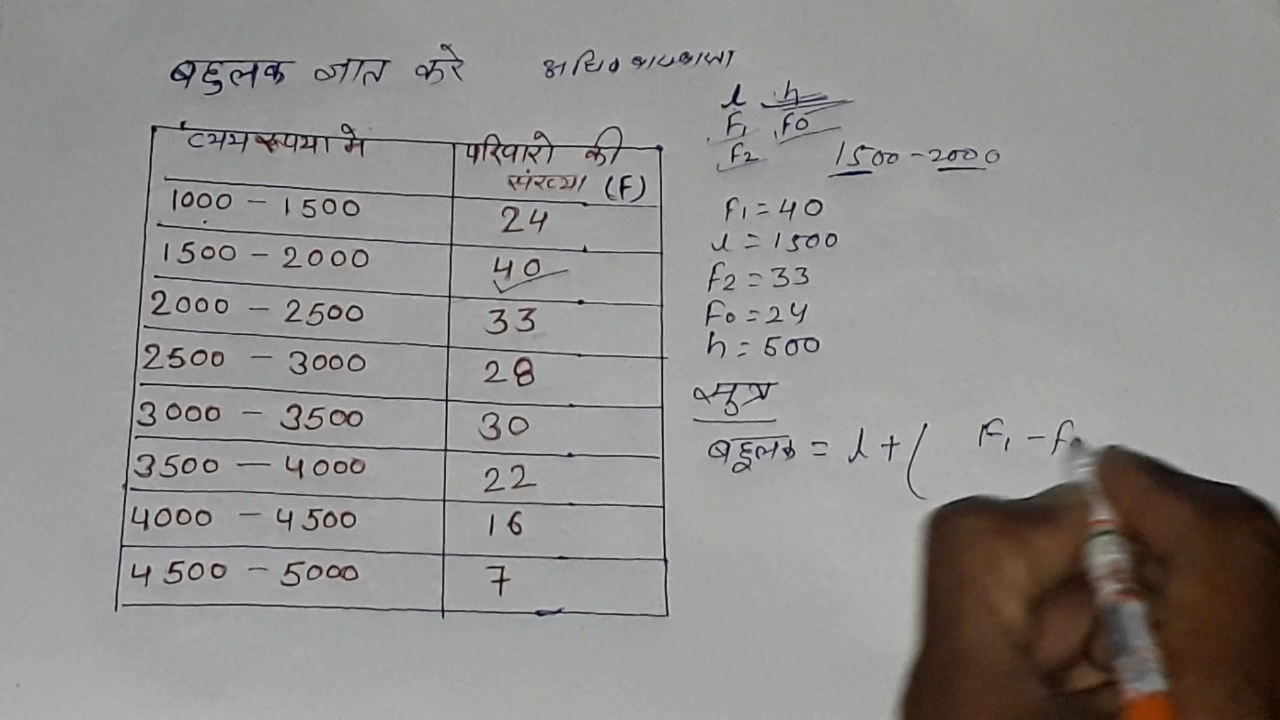 बहुलक ज्ञात करे
l h
F1 F0
F2 1500-2000
व्यय रूपया मे परिवारो की संख्या (F)
1000 - 1500 24
1500 - 2000 40
2000 - 2500 33
2500 - 3000 28
3000 - 3500 30
3500 - 4000 22
4000 - 4500 16
4500 - 5000 7
F1 = 40
l = 1500
F2 = 33
F0 = 24
h = 500
सुत्र
बहूलक = l + ( F1 - F